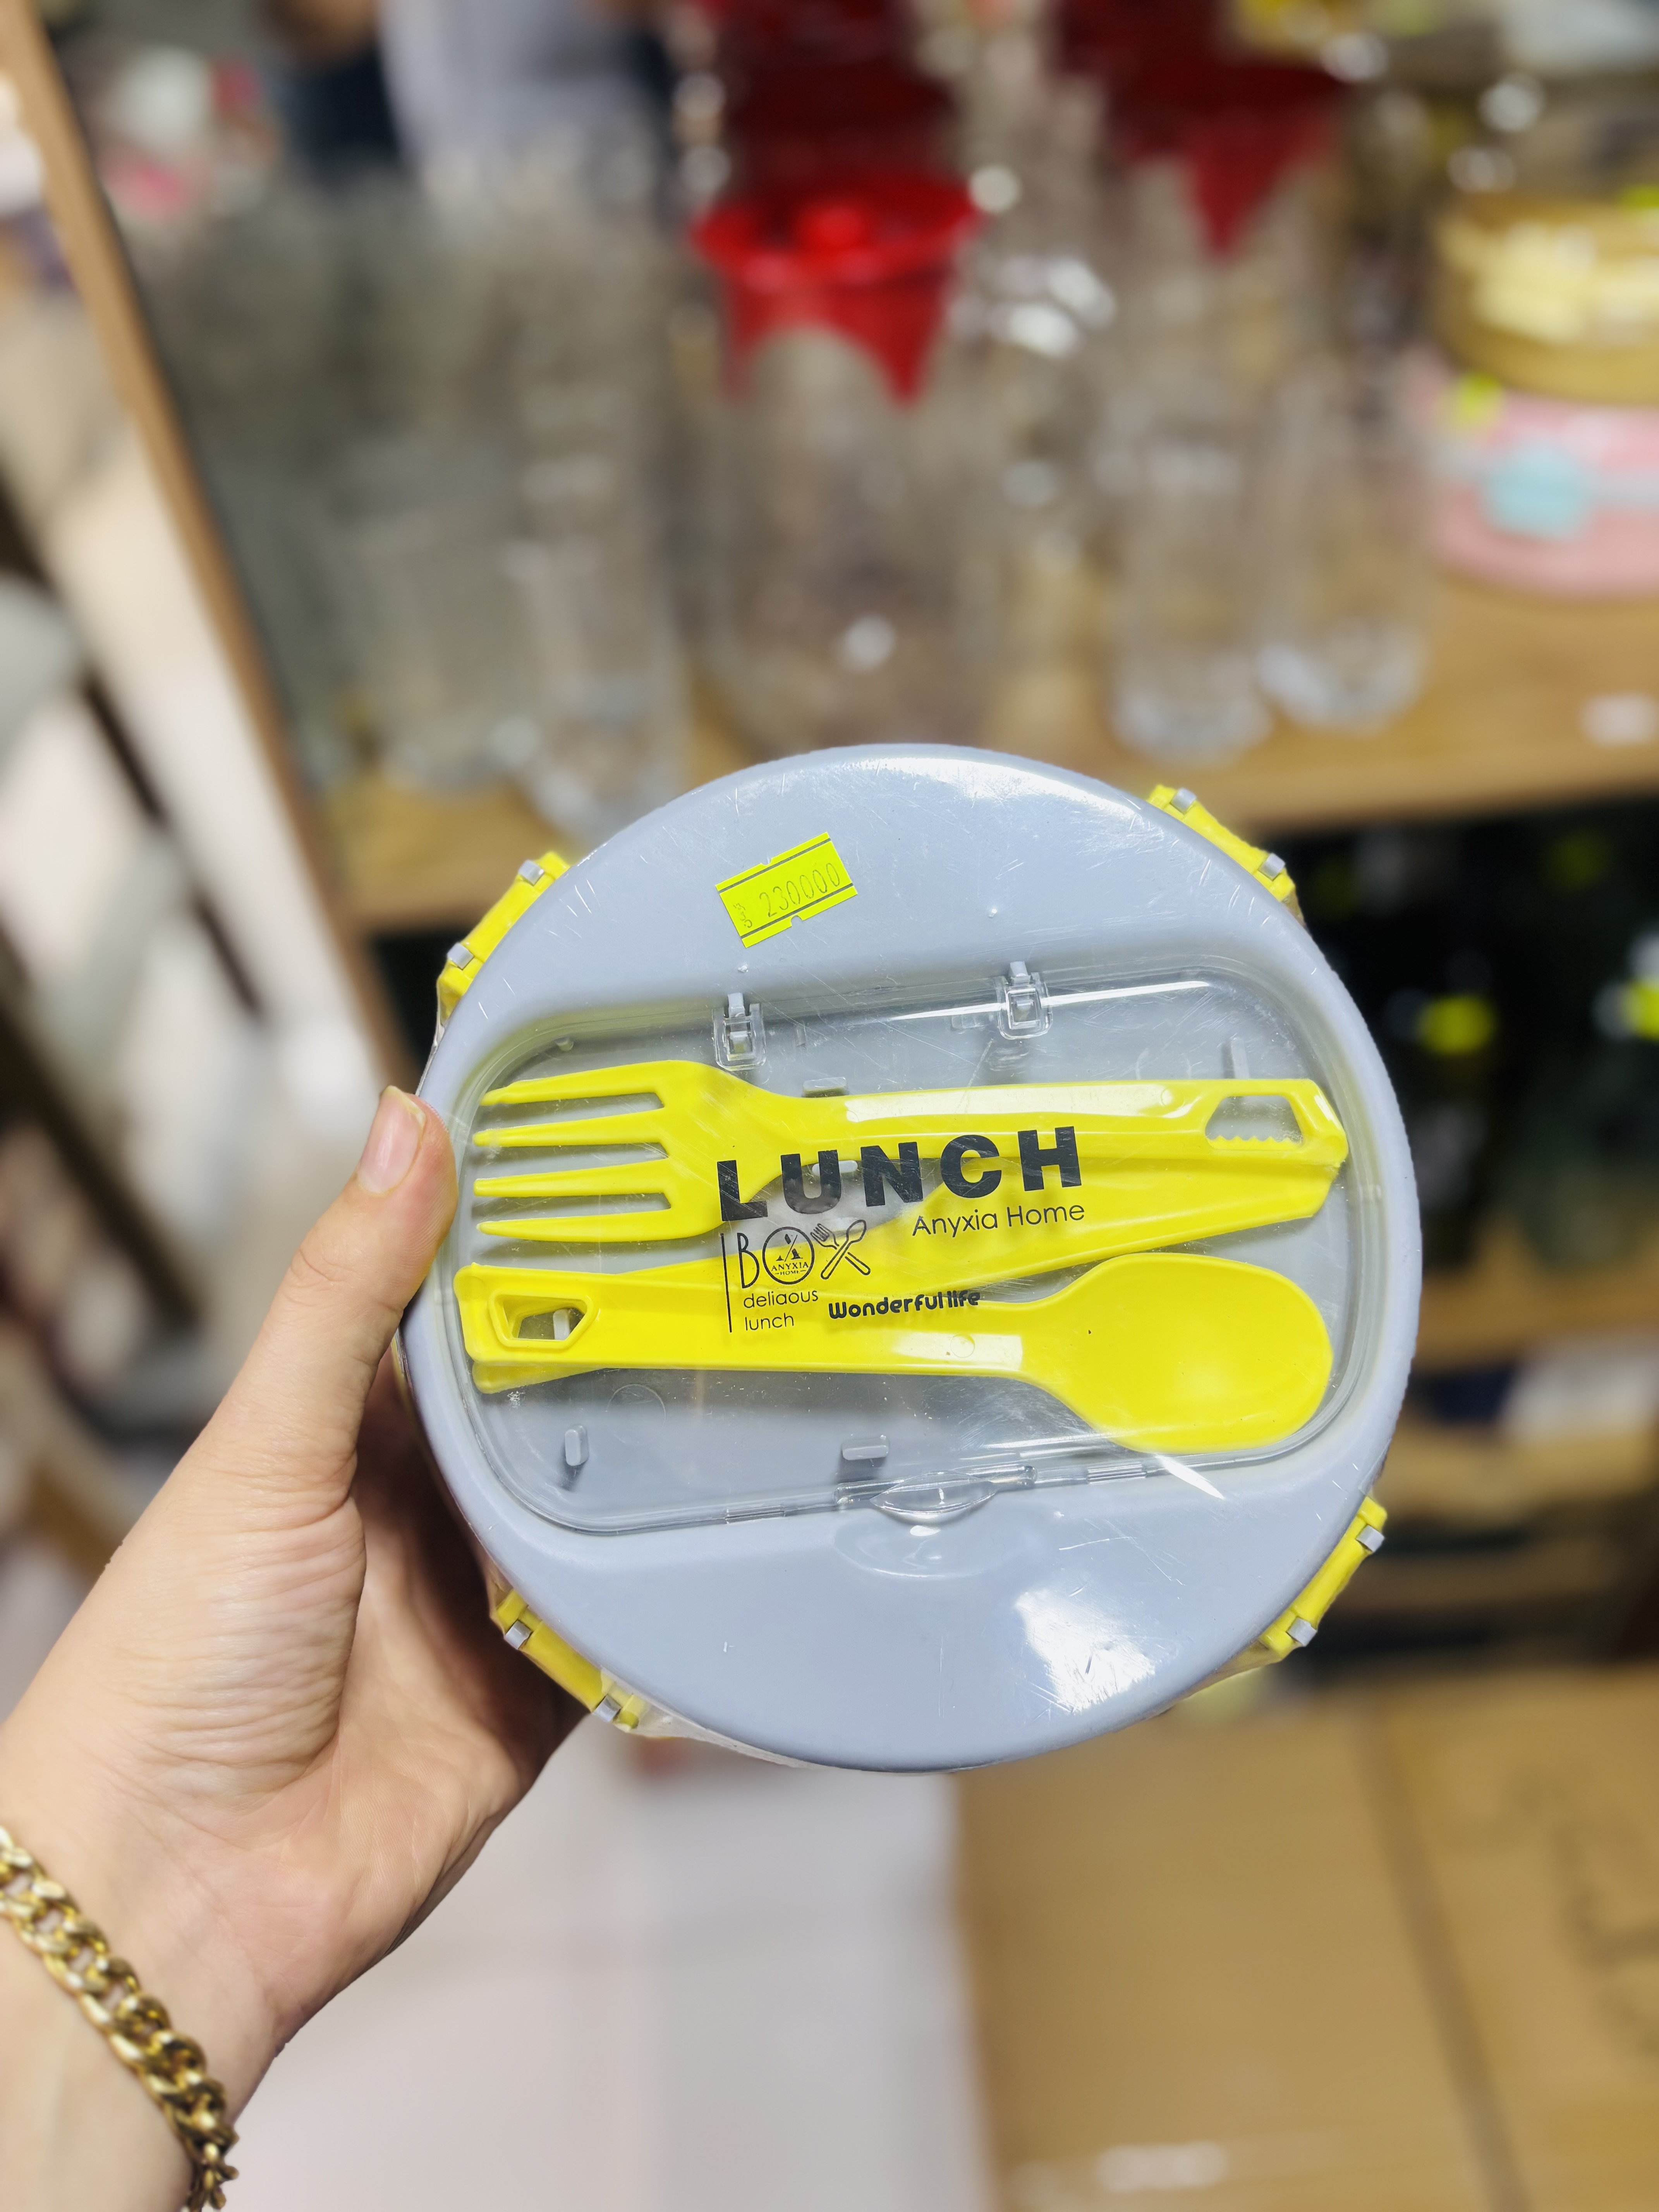 230000
LUNCH
Anyxia Home
BOX
ANYXIA
HOME
deliaous
lunch
Wonderful life